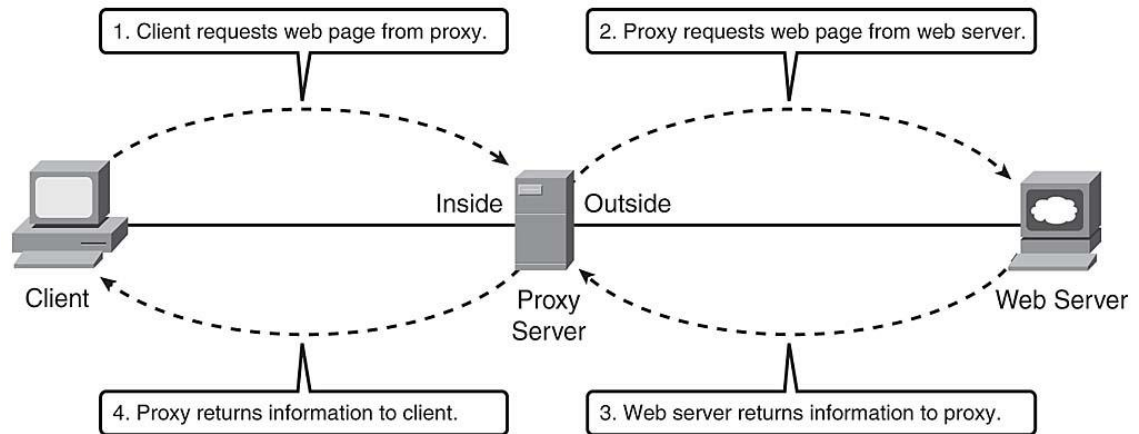 1. Client requests web page from proxy.
2. Proxy requests web page from web server.
Inside
Outside
Client
Proxy
Server
Web Server
4. Proxy returns information to client.
3. Web server returns information to proxy.